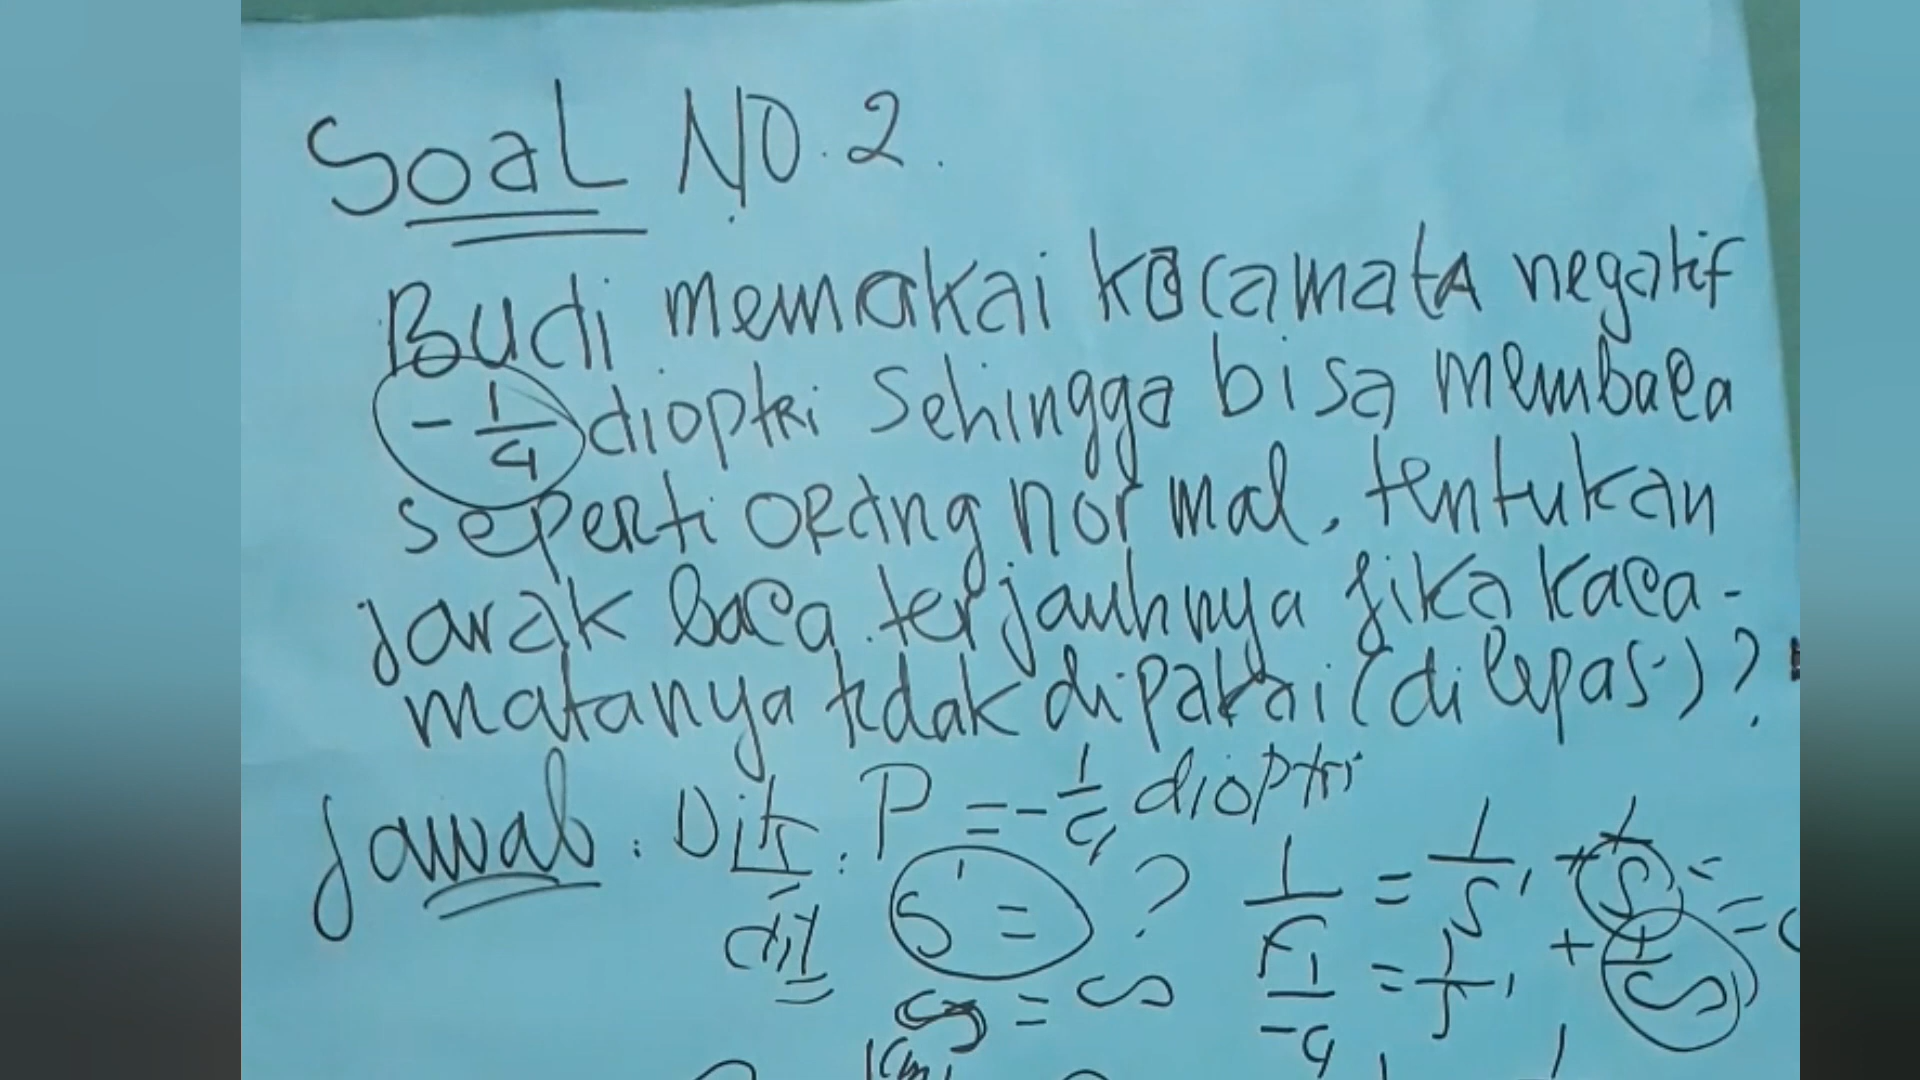 Soal NO. 2.
Budi memakai kacamata negatif
- 1/4 dioptri sehingga bisa membaca
seperti orang normal. tentukan
jarak baca terjauhnya jika kaca-
matanya tidak dipakai (dilepas)?
Jawab: Dik: P = - 1/4 dioptri
dit S' = ? 1/f = 1/S' + 1/S
S = ∞ 1/-4 = 1/S' + 1/∞